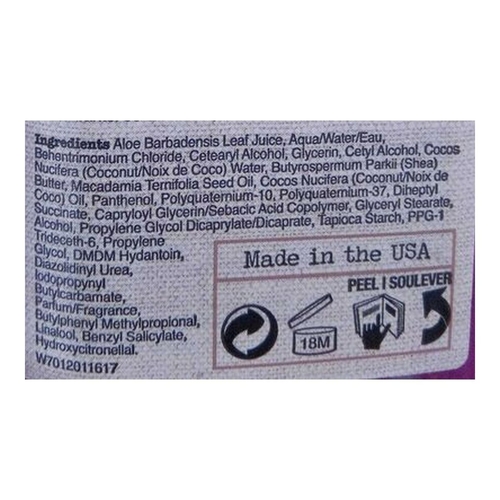 Ingredients Aloe Barbadensis Leaf Juice, Aqua/Water/Eau,
Behentrimonium Chloride, Cetearyl Alcohol, Glycerin, Cetyl Alcohol, Cocos
Nucifera (Coconut/Noix de Coco) Water, Butyrospermum Parkii (Shea)
Butter, Macadamia Ternifolia Seed Oil, Cocos Nucifera (Coconut/Noix de
Coco) Oil, Panthenol, Polyquaternium-10, Polyquaternium-37, Diheptyl
Succinate, Capryloyl Glycerin/Sebacic Acid Copolymer, Glyceryl Stearate,
Alcohol, Propylene Glycol Dicaprylate/Dicaprate, Tapioca Starch, PPG-1
Trideceth-6, Propylene
Glycol, DMDM Hydantoin,
Diazolidinyl Urea,
Iodopropynyl
Butylcarbamate,
Parfum/Fragrance,
Butylphenyl Methylpropional,
Linalool, Benzyl Salicylate,
Hydroxycitronellal.
W7012011617
Made in the USA
PEEL | SOULEVER
18M